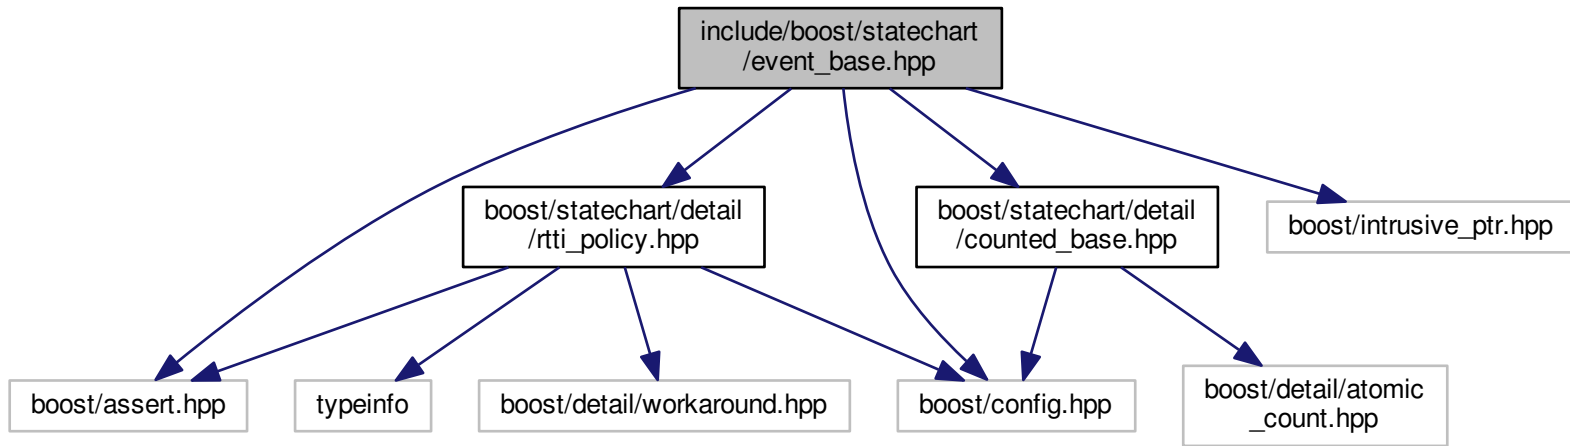 include/boost/statechart
/event_base.hpp
boost/statechart/detail
/rtti_policy.hpp
boost/statechart/detail
/counted_base.hpp
boost/intrusive_ptr.hpp
boost/assert.hpp
typeinfo
boost/detail/workaround.hpp
boost/config.hpp
boost/detail/atomic
_count.hpp